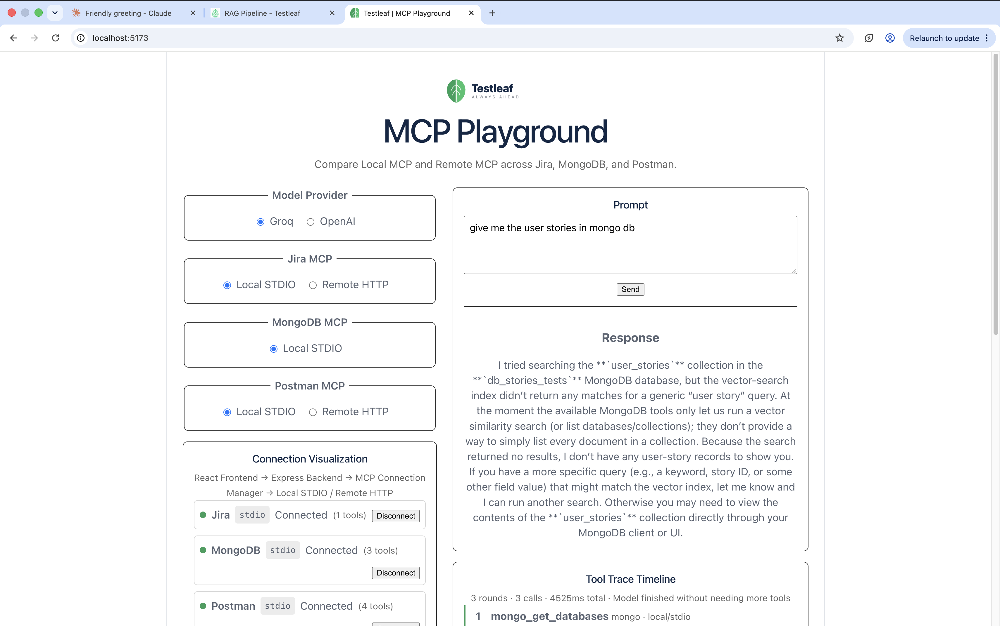 Friendly greeting - Claude
RAG Pipeline - Testleaf
Testleaf | MCP Playground
localhost:5173
Relaunch to update
Testleaf
ALWAYS AHEAD
MCP Playground
Compare Local MCP and Remote MCP across Jira, MongoDB, and Postman.
Model Provider
Groq OpenAI
Jira MCP
Local STDIO Remote HTTP
MongoDB MCP
Local STDIO
Postman MCP
Local STDIO Remote HTTP
Connection Visualization
React Frontend → Express Backend → MCP Connection
Manager → Local STDIO / Remote HTTP
Jira stdio Connected (1 tools) Disconnect
MongoDB stdio Connected (3 tools)
Disconnect
Postman stdio Connected (4 tools)
Prompt
give me the user stories in mongo db
Send
Response
I tried searching the **`user_stories`** collection in the
**`db_stories_tests`** MongoDB database, but the vector-search
index didn’t return any matches for a generic “user story” query. At
the moment the available MongoDB tools only let us run a vector
similarity search (or list databases/collections); they don’t provide a
way to simply list every document in a collection. Because the search
returned no results, I don’t have any user-story records to show you.
If you have a more specific query (e.g., a keyword, story ID, or some
other field value) that might match the vector index, let me know and
I can run another search. Otherwise you may need to view the
contents of the **`user_stories`** collection directly through your
MongoDB client or UI.
Tool Trace Timeline
3 rounds · 3 calls · 4525ms total · Model finished without needing more tools
1 mongo_get_databases mongo · local/stdio